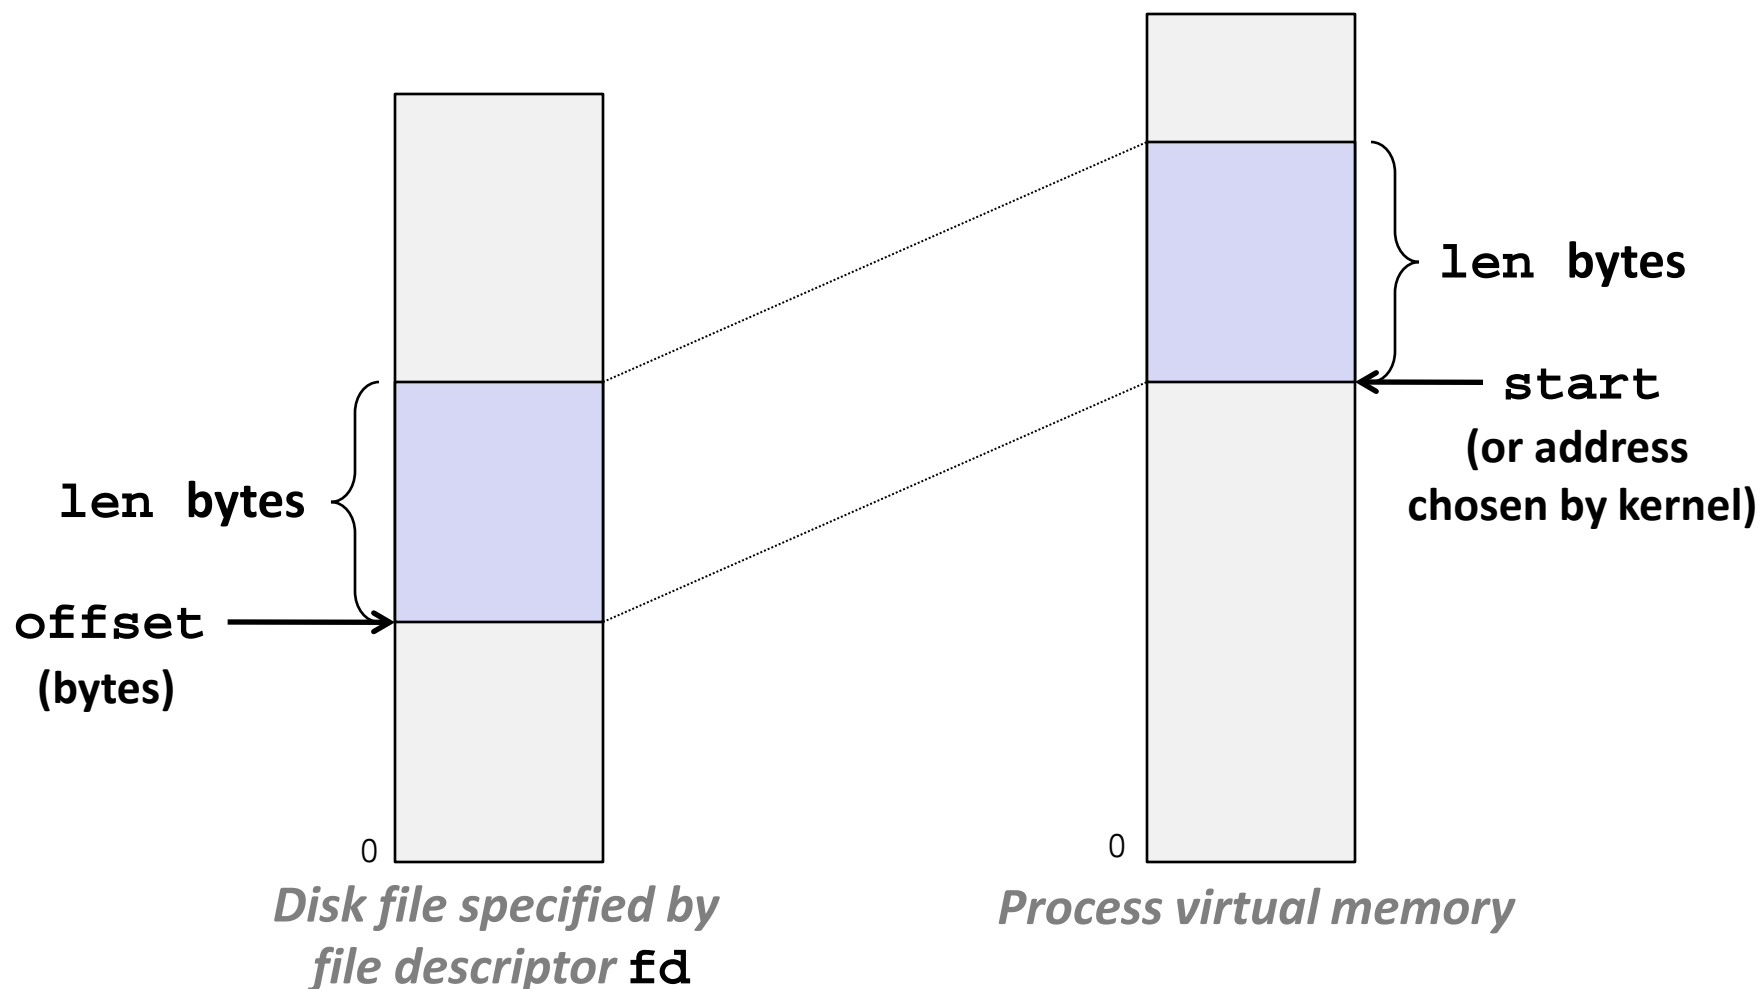 len bytes
start
(or address
chosen by kernel)
len bytes
offset
(bytes)
0
0
Disk file specified by
file descriptor fd
Process virtual memory